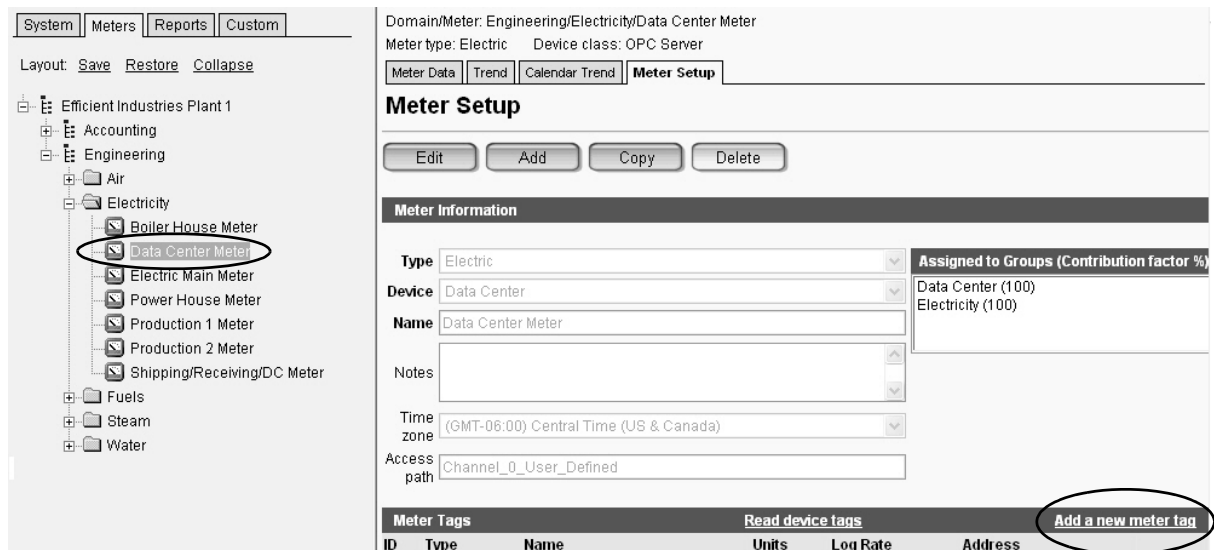 System Meters Reports Custom
Layout: Save Restore Collapse
Efficient Industries Plant 1
Accounting
Engineering
Air
Electricity
Boiler House Meter
Data Center Meter
Electric Main Meter
Power House Meter
Production 1 Meter
Production 2 Meter
Shipping/Receiving/DC Meter
Fuels
Steam
Water
Domain/Meter: Engineering/Electricity/Data Center Meter
Meter type: Electric Device class: OPC Server
Meter Data Trend Calendar Trend Meter Setup
Meter Setup
Edit Add Copy Delete
Meter Information
Type Electric
Device Data Center
Name Data Center Meter
Notes
Time zone (GMT-06:00) Central Time (US & Canada)
Access path Channel_0_User_Defined
Assigned to Groups (Contribution factor %)
Data Center (100)
Electricity (100)
Meter Tags Read device tags Add a new meter tag
ID Type Name Units Log Rate Address